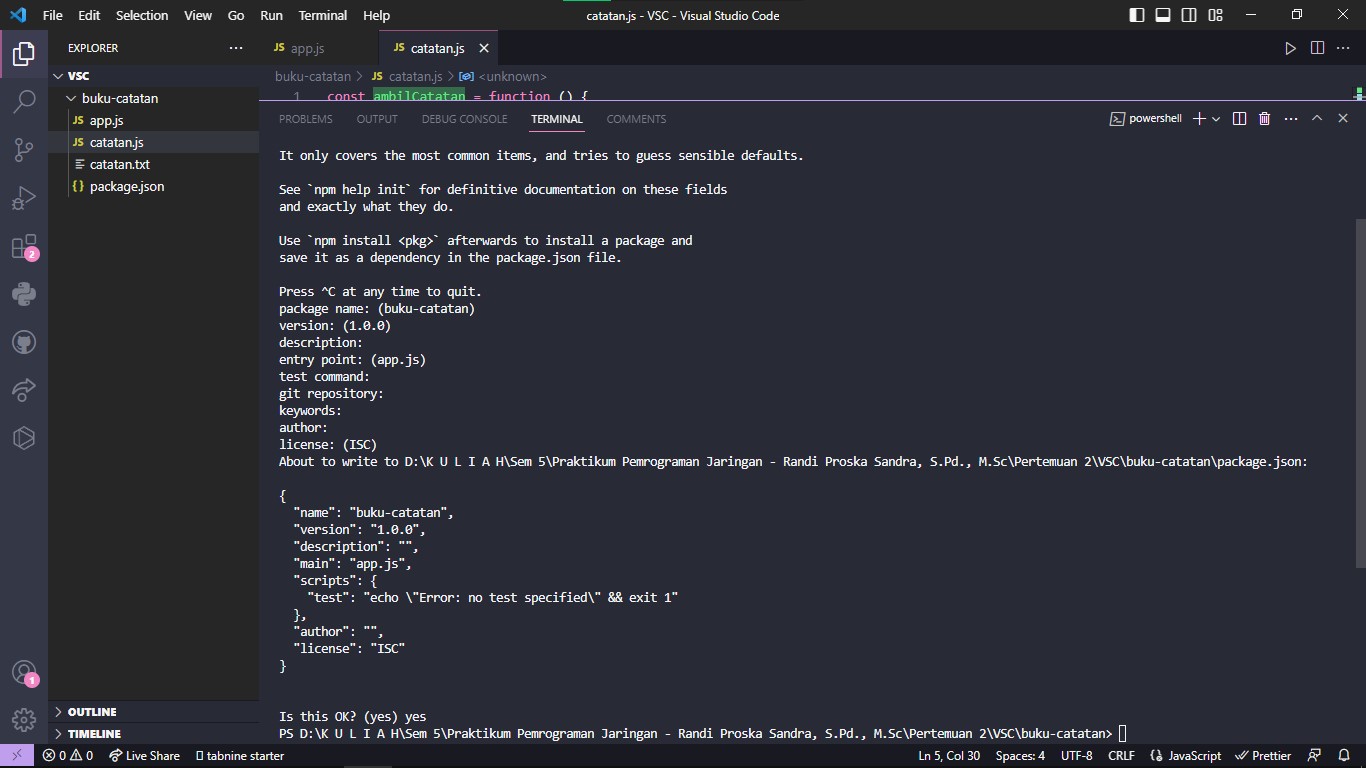 File Edit Selection View Go Run Terminal Help
catatan.js - VSC - Visual Studio Code
EXPLORER
VSC
buku-catatan
JS app.js
JS catatan.js
catatan.txt
{} package.json
OUTLINE
TIMELINE
2
1
JS app.js JS catatan.js
buku-catatan > JS catatan.js > <unknown>
1 const ambilCatatan = function () {
PROBLEMS OUTPUT DEBUG CONSOLE TERMINAL COMMENTS
powershell
It only covers the most common items, and tries to guess sensible defaults.
See `npm help init` for definitive documentation on these fields
and exactly what they do.
Use `npm install <pkg>` afterwards to install a package and
save it as a dependency in the package.json file.
Press ^C at any time to quit.
package name: (buku-catatan)
version: (1.0.0)
description:
entry point: (app.js)
test command:
git repository:
keywords:
author:
license: (ISC)
About to write to D:\K U L I A H\Sem 5\Praktikum Pemrograman Jaringan - Randi Proska Sandra, S.Pd., M.Sc\Pertemuan 2\VSC\buku-catatan\package.json:
{
"name": "buku-catatan",
"version": "1.0.0",
"description": "",
"main": "app.js",
"scripts": {
"test": "echo \"Error: no test specified\" && exit 1"
},
"author": "",
"license": "ISC"
}
Is this OK? (yes) yes
PS D:\K U L I A H\Sem 5\Praktikum Pemrograman Jaringan - Randi Proska Sandra, S.Pd., M.Sc\Pertemuan 2\VSC\buku-catatan>
0 0 Live Share tabnine starter
Ln 5, Col 30 Spaces: 4 UTF-8 CRLF {} JavaScript Prettier